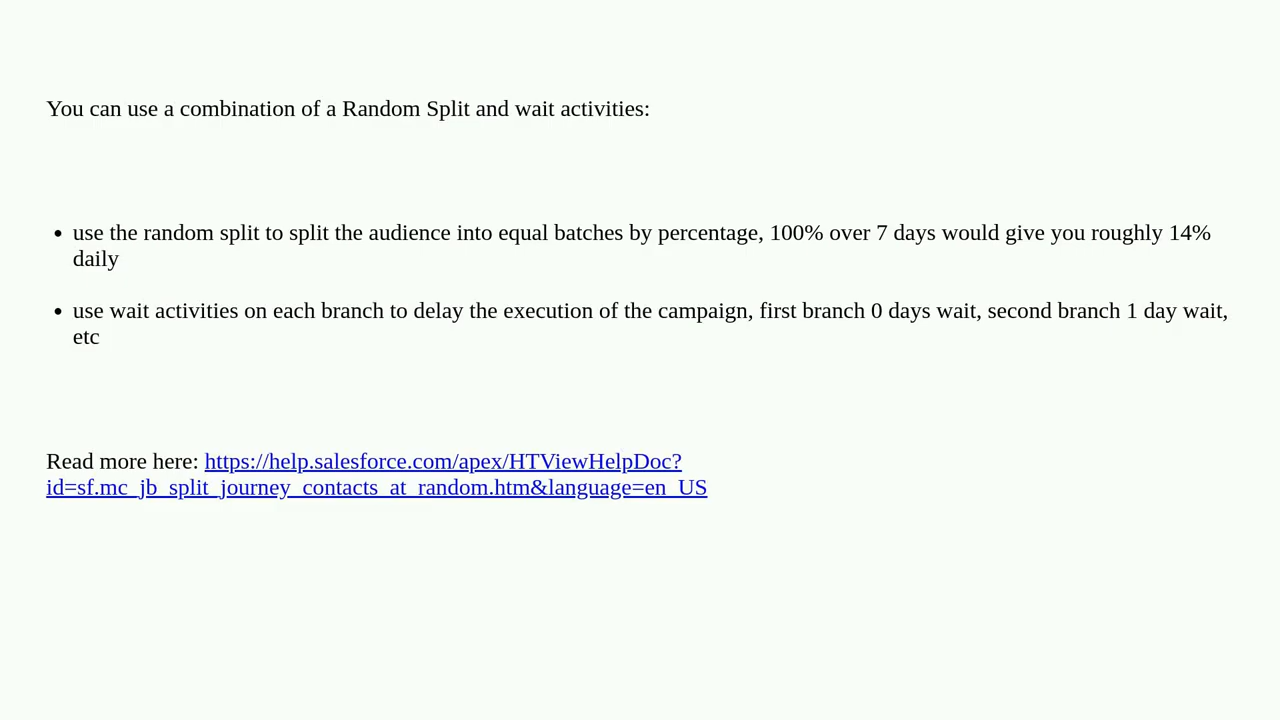 You can use a combination of a Random Split and wait activities:
• use the random split to split the audience into equal batches by percentage, 100% over 7 days would give you roughly 14%
daily
• use wait activities on each branch to delay the execution of the campaign, first branch 0 days wait, second branch 1 day wait,
etc
Read more here: https://help.salesforce.com/apex/HTViewHelpDoc?
id=sf.mc_jb_split_journey_contacts_at_random.htm&language=en_US